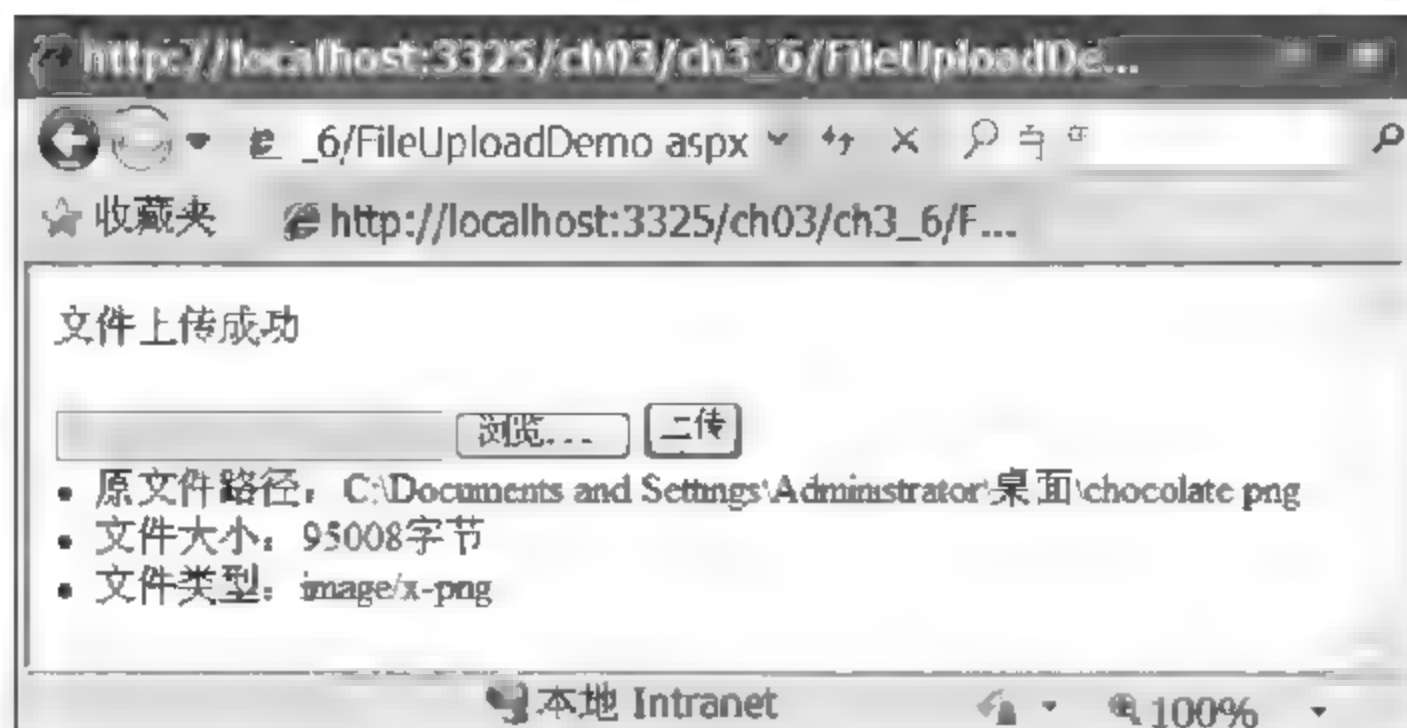 http://localhost:3325/ch03/ch3_6/FileUploadDe...
_6/FileUploadDemo aspx
收藏夹 http://localhost:3325/ch03/ch3_6/F...
文件上传成功
浏览... 上传
• 原文件路径: C:\Documents and Settings\Administrator\桌面\chocolate png
• 文件大小: 95008字节
• 文件类型: image/x-png
本地 Intranet 100%